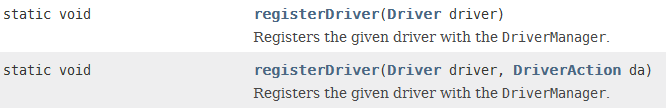 static void registerDriver(Driver driver)
Registers the given driver with the DriverManager.
static void registerDriver(Driver driver, DriverAction da)
Registers the given driver with the DriverManager.